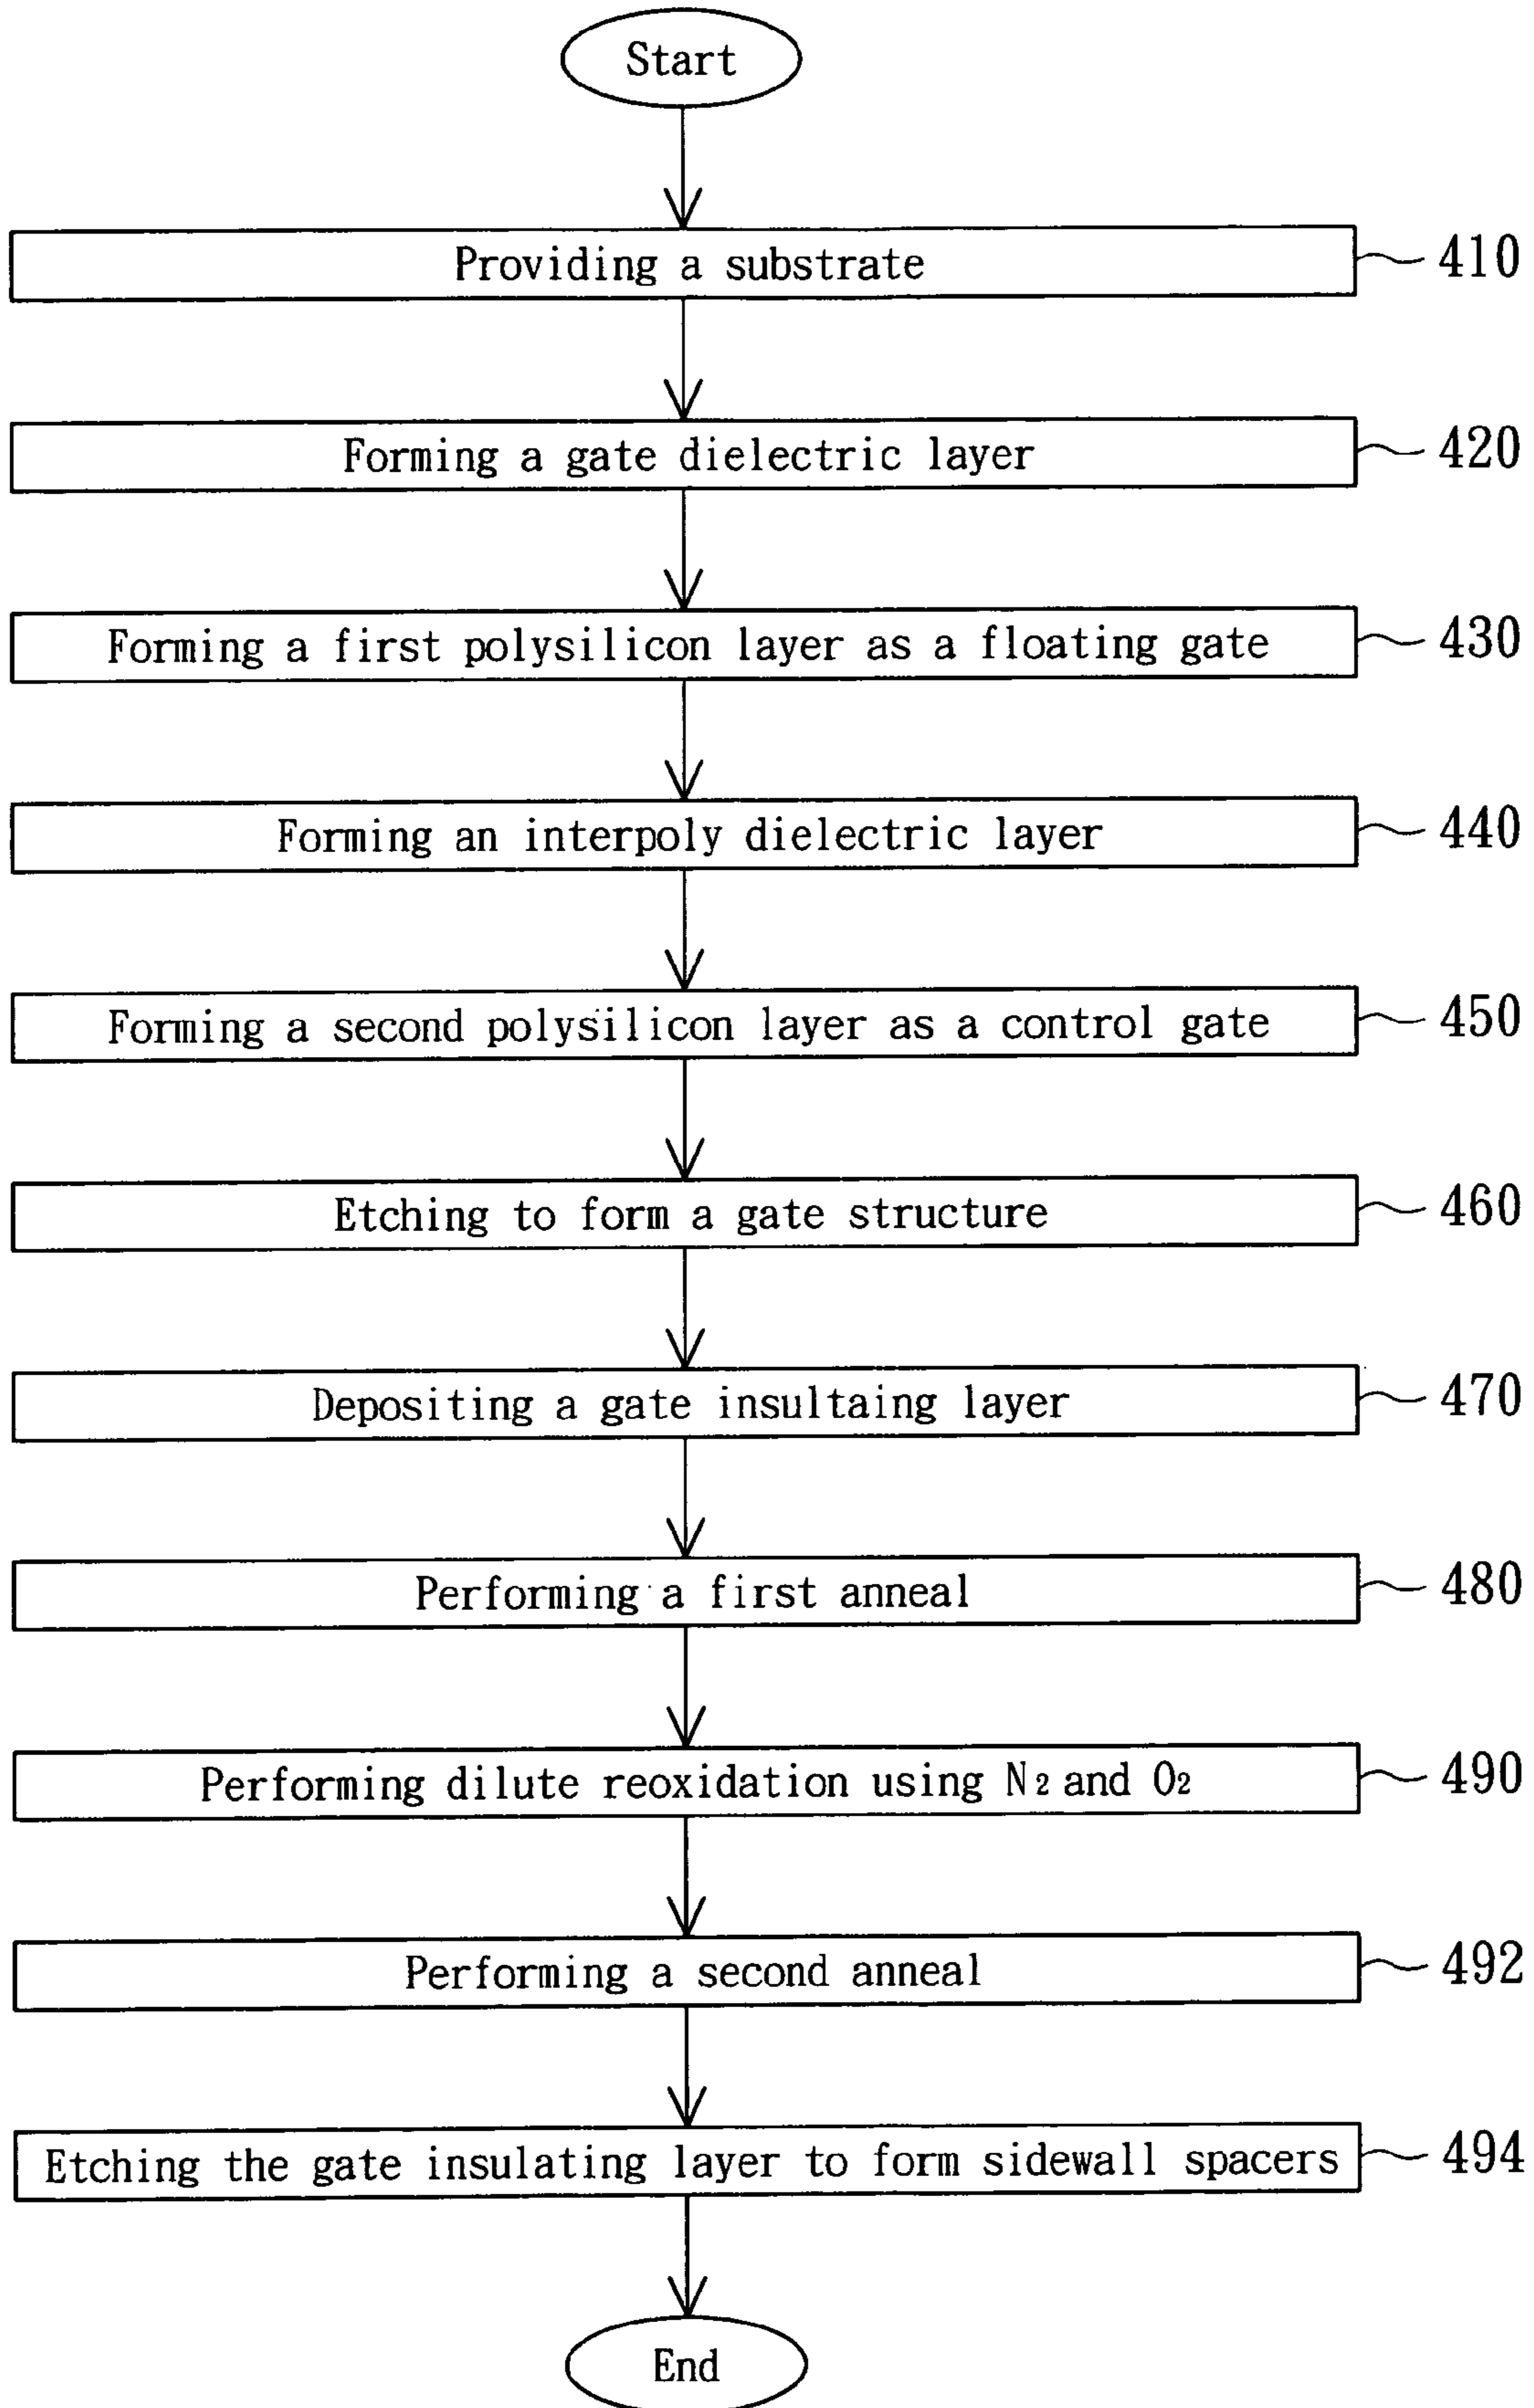 Start
Providing a substrate 410
Forming a gate dielectric layer 420
Forming a first polysilicon layer as a floating gate 430
Forming an interpoly dielectric layer 440
Forming a second polysilicon layer as a control gate 450
Etching to form a gate structure 460
Depositing a gate insultaing layer 470
Performing a first anneal 480
Performing dilute reoxidation using N2 and O2 490
Performing a second anneal 492
Etching the gate insulating layer to form sidewall spacers 494
End